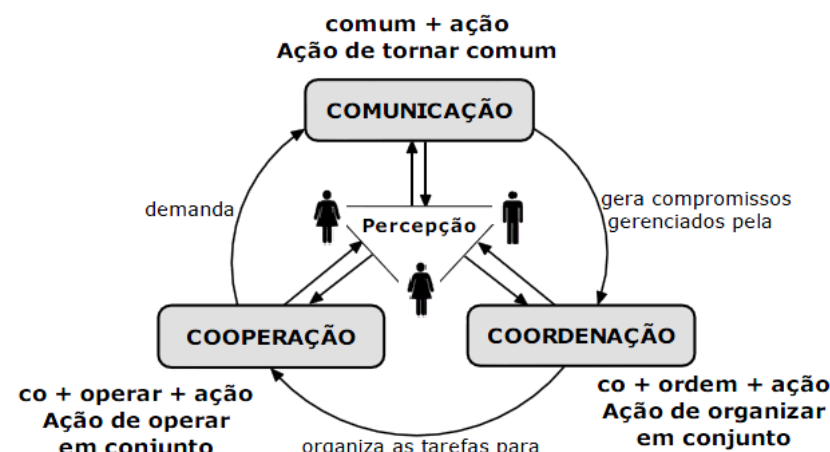 comum + ação
Ação de tornar comum
COMUNICAÇÃO
demanda
gera compromissos
gerenciados pela
Percepção
COOPERAÇÃO
COORDENAÇÃO
co + operar + ação
Ação de operar
em conjunto
organiza as tarefas para
co + ordem + ação
Ação de organizar
em conjunto